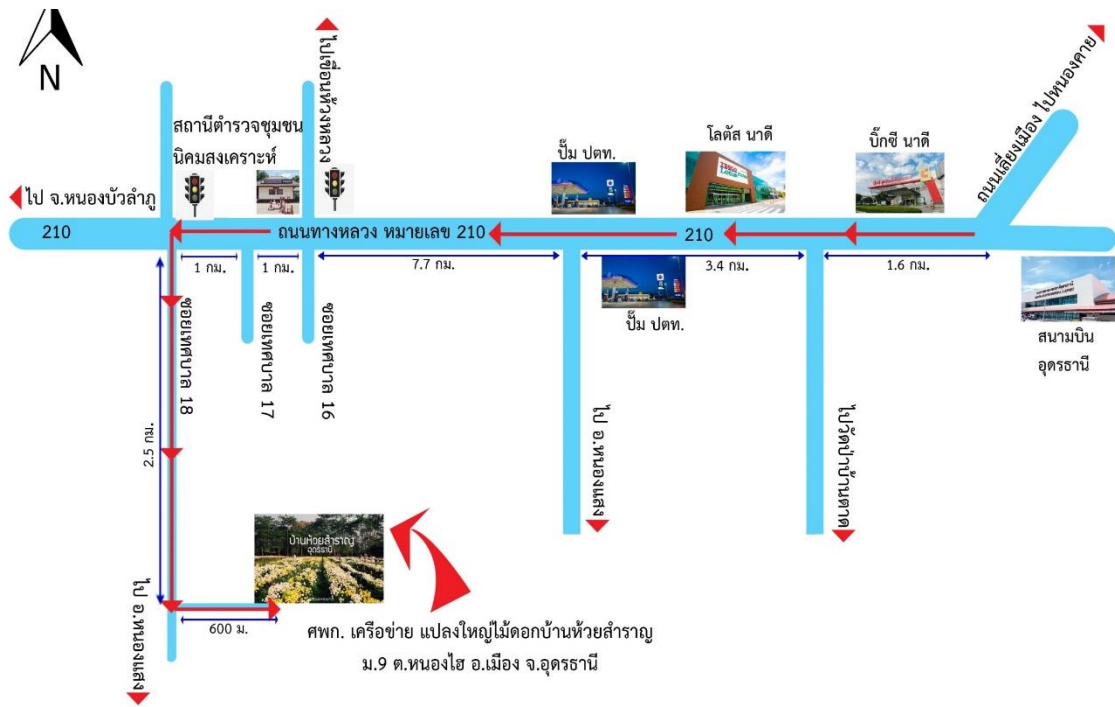 N
ไปเขื่อนห้วยหลวง
ถนนเลี่ยงเมือง ไปหนองคาย
สถานีตำรวจชุมชน
นิคมสงเคราะห์
ปั๊ม ปตท.
โลตัส นาดี
บิ๊กซี นาดี
ไป จ.หนองบัวลำภู
210
ถนนทางหลวง หมายเลข 210
210
1 กม.
1 กม.
7.7 กม.
3.4 กม.
1.6 กม.
ปั๊ม ปตท.
สนามบิน
อุดรธานี
ซอยเทศบาล 18
ซอยเทศบาล 17
ซอยเทศบาล 16
2.5 กม.
ไป อ.หนองแสง
ไปวัดป่าบ้านตาด
บ้านห้วยสำราญ
อุดรธานี
ไป อ.หนองแสง
600 ม.
ศพก. เครือข่าย แปลงใหญ่ไม้ดอกบ้านห้วยสำราญ
ม.9 ต.หนองไฮ อ.เมือง จ.อุดรธานี